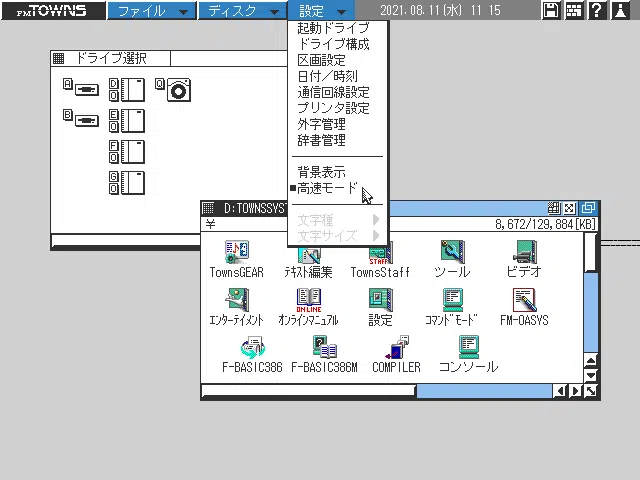 FM TOWNS ファイル ディスク 設定 2021.08.11(水) 11 15
起動ドライブ
ドライブ構成
区画設定
日付／時刻
通信回線設定
プリンタ設定
外字管理
辞書管理
背景表示
■高速モード
文字種
文字サイズ
ドライブ選択
A D Q
B E
F
G
D:TOWNSSYST
¥ 8,672/129,884[KB]
TownsGEAR テキスト編集 TownsStaff ツール ビデオ
エンターテイメント オンラインマニュアル 設定 コマンドモード FM-OASYS
F-BASIC386 F-BASIC386M COMPILER コンソール
STAFF
ON LINE